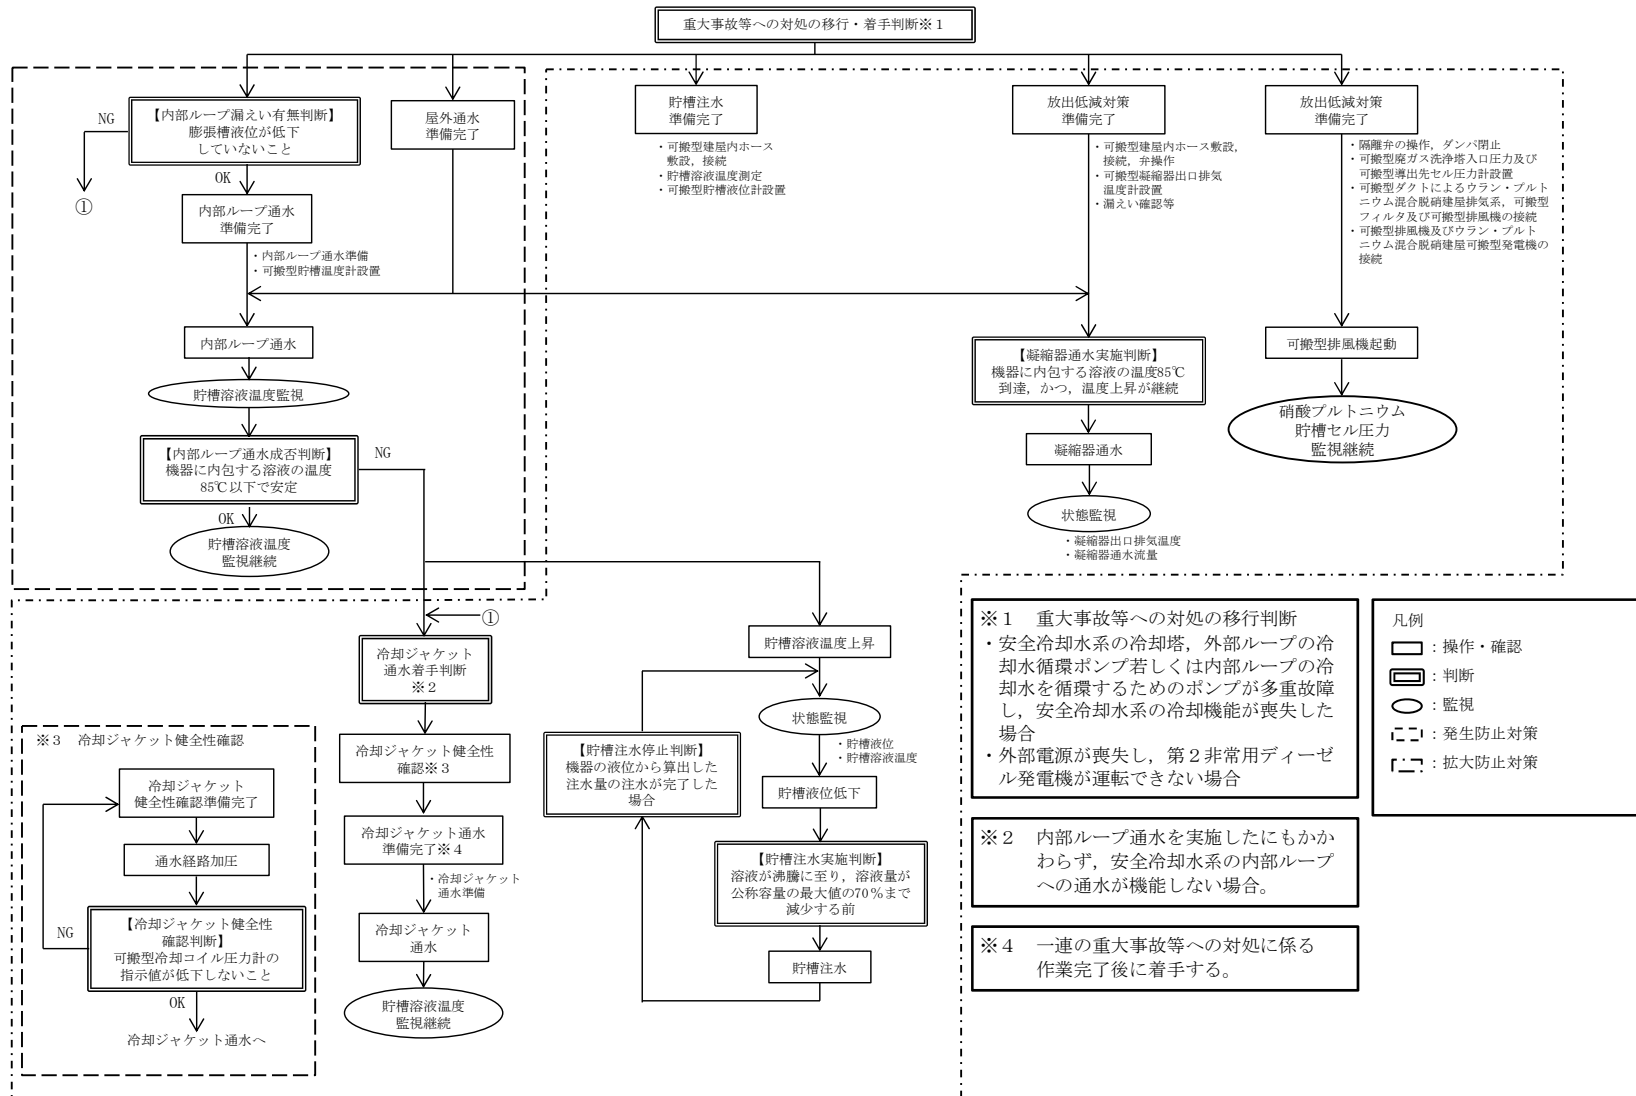 重大事故等への対処の移行・着手判断※１
【内部ループ漏えい有無判断】
膨張槽液位が低下
していないこと
NG
①
OK
内部ループ通水
準備完了
・内部ループ通水準備
・可搬型貯槽温度計設置
内部ループ通水
貯槽溶液温度監視
【内部ループ通水成否判断】
機器に内包する溶液の温度
85℃以下で安定
NG
OK
貯槽溶液温度
監視継続
屋外通水
準備完了
貯槽注水
準備完了
・可搬型建屋内ホース
敷設，接続
・貯槽溶液温度測定
・可搬型貯槽液位計設置
放出低減対策
準備完了
・可搬型建屋内ホース敷設，
接続，弁操作
・可搬型凝縮器出口排気
温度計設置
・漏えい確認等
【凝縮器通水実施判断】
機器に内包する溶液の温度85℃
到達，かつ，温度上昇が継続
凝縮器通水
状態監視
・凝縮器出口排気温度
・凝縮器通水流量
放出低減対策
準備完了
・隔離弁の操作，ダンパ閉止
・可搬型廃ガス洗浄塔入口圧力及び
可搬型導出先セル圧力計設置
・可搬型ダクトによるウラン・プルト
ニウム混合脱硝建屋排気系，可搬型
フィルタ及び可搬型排風機の接続
・可搬型排風機及びウラン・プルト
ニウム混合脱硝建屋可搬型発電機の
接続
可搬型排風機起動
硝酸プルトニウム
貯槽セル圧力
監視継続
①
冷却ジャケット
通水着手判断
※２
冷却ジャケット健全性
確認※３
冷却ジャケット通水
準備完了※４
・冷却ジャケット
通水準備
冷却ジャケット
通水
貯槽溶液温度
監視継続
※３　冷却ジャケット健全性確認
冷却ジャケット
健全性確認準備完了
通水経路加圧
【冷却ジャケット健全性
確認判断】
可搬型冷却コイル圧力計の
指示値が低下しないこと
NG
OK
冷却ジャケット通水へ
貯槽溶液温度上昇
状態監視
・貯槽液位
・貯槽溶液温度
貯槽液位低下
【貯槽注水実施判断】
溶液が沸騰に至り，溶液量が
公称容量の最大値の70％まで
減少する前
貯槽注水
【貯槽注水停止判断】
機器の液位から算出した
注水量の注水が完了した
場合
※１　重大事故等への対処の移行判断
・安全冷却水系の冷却塔，外部ループの冷
却水循環ポンプ若しくは内部ループの冷
却水を循環するためのポンプが多重故障
し，安全冷却水系の冷却機能が喪失した
場合
・外部電源が喪失し，第２非常用ディーゼ
ル発電機が運転できない場合
※２　内部ループ通水を実施したにもかか
わらず，安全冷却水系の内部ループ
への通水が機能しない場合。
※４　一連の重大事故等への対処に係る
作業完了後に着手する。
凡例
：操作・確認
：判断
：監視
：発生防止対策
：拡大防止対策